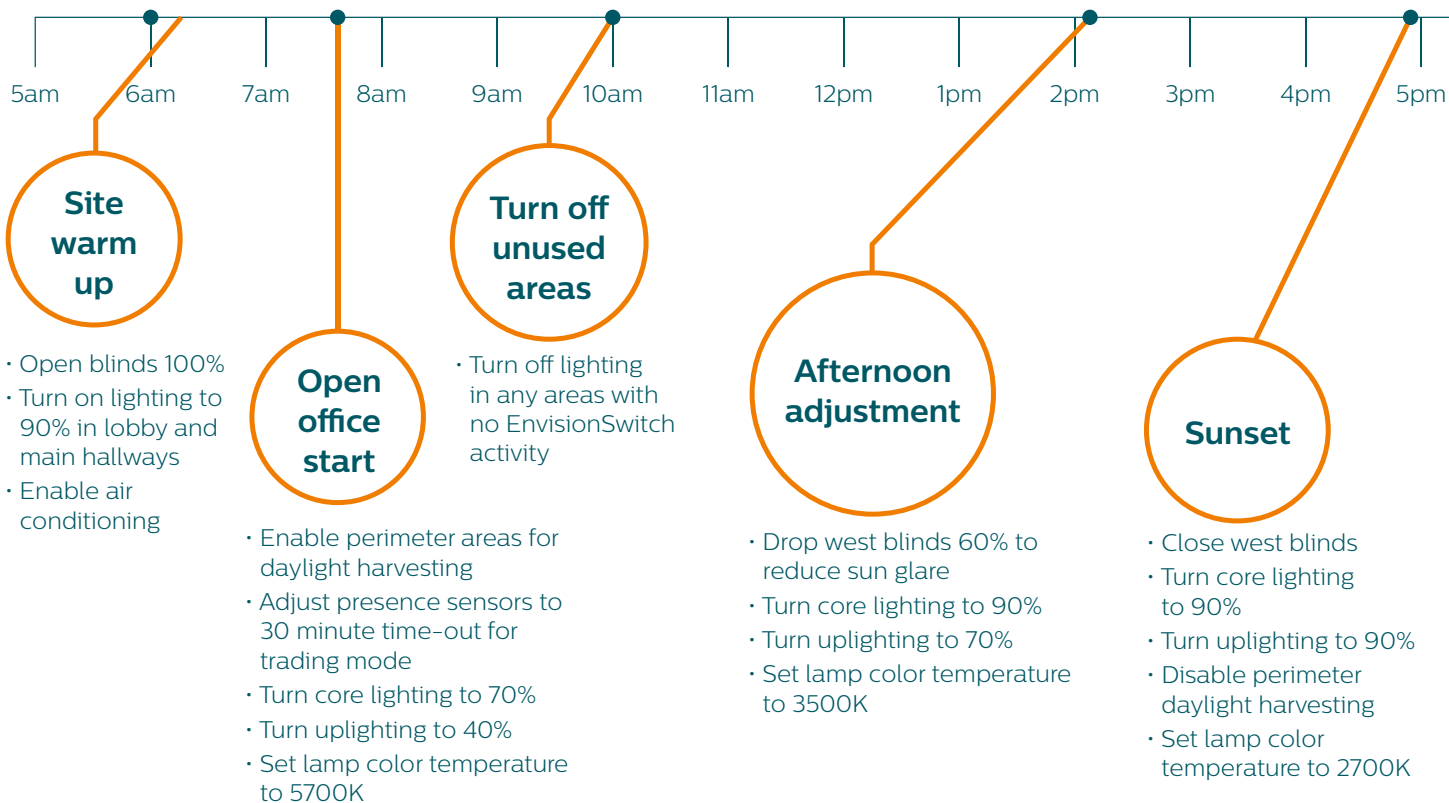 5am
6am
7am
8am
9am
10am
11am
12pm
1pm
2pm
3pm
4pm
5pm
Site
warm
up
· Open blinds 100%
· Turn on lighting to
90% in lobby and
main hallways
· Enable air
conditioning
Open
office
start
· Enable perimeter areas for
daylight harvesting
· Adjust presence sensors to
30 minute time-out for
trading mode
· Turn core lighting to 70%
· Turn uplighting to 40%
· Set lamp color temperature
to 5700K
Turn off
unused
areas
· Turn off lighting
in any areas with
no EnvisionSwitch
activity
Afternoon
adjustment
· Drop west blinds 60% to
reduce sun glare
· Turn core lighting to 90%
· Turn uplighting to 70%
· Set lamp color temperature
to 3500K
Sunset
· Close west blinds
· Turn core lighting
to 90%
· Turn uplighting to 90%
· Disable perimeter
daylight harvesting
· Set lamp color
temperature to 2700K